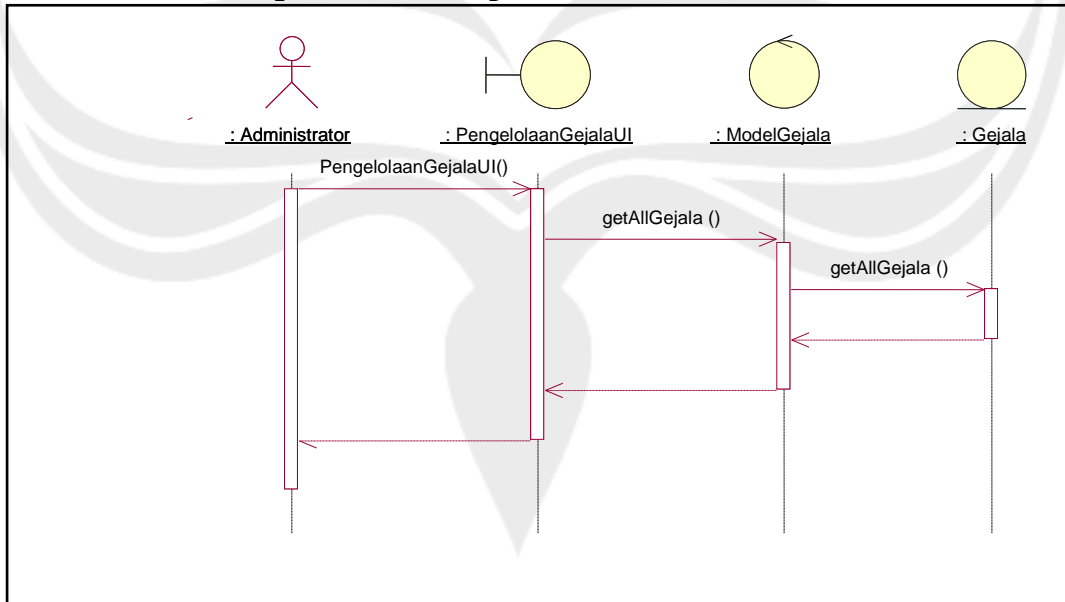 : Administrator
: PengelolaanGejalaUI
: ModelGejala
: Gejala
PengelolaanGejalaUI()
getAllGejala ()
getAllGejala ()